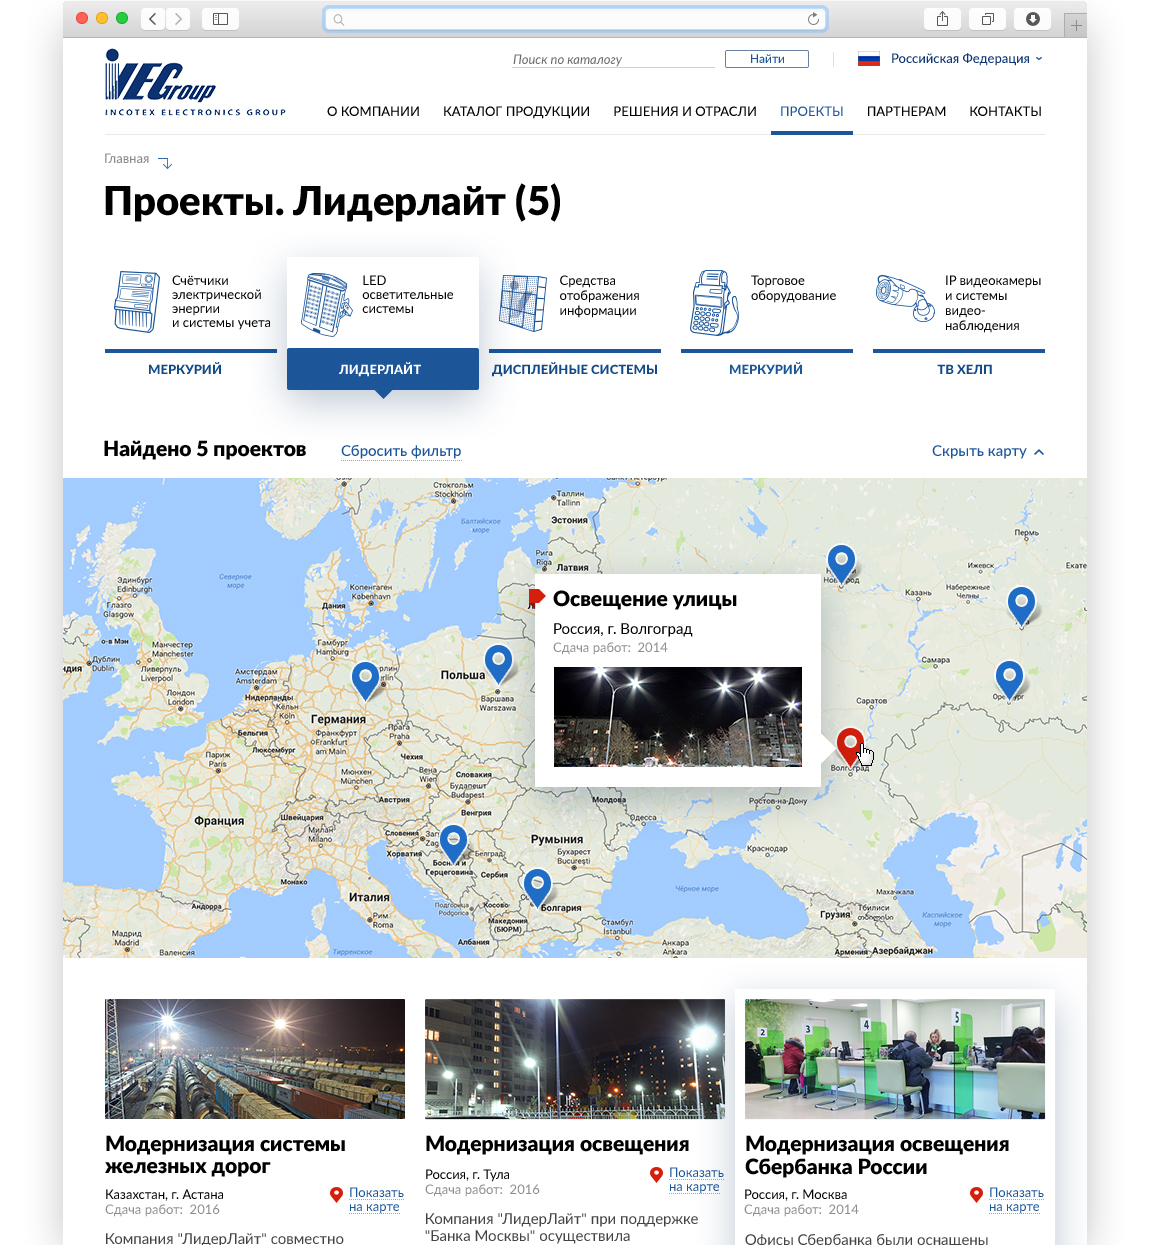 Поиск по каталогу
Найти
Российская Федерация
Group
INCOTEX ELECTRONICS GROUP
О КОМПАНИИ
КАТАЛОГ ПРОДУКЦИИ
РЕШЕНИЯ И ОТРАСЛИ
ПРОЕКТЫ
ПАРТНЕРАМ
КОНТАКТЫ
Главная
Проекты. Лидерлайт (5)
Счётчики
электрической
энергии
и системы учета
МЕРКУРИЙ
LED
осветительные
системы
ЛИДЕРЛАЙТ
Средства
отображения
информации
ДИСПЛЕЙНЫЕ СИСТЕМЫ
Торговое
оборудование
МЕРКУРИЙ
IP видеокамеры
и системы
видео-
наблюдения
ТВ ХЕЛП
Найдено 5 проектов
Сбросить фильтр
Скрыть карту
Стокгольм
Stockholm
Таллин
Tallinn
Эстония
Балтийское
море
Рига
Riga
Латвия
Пермь
Ижевск
Екате
Казань
Набережные
Челны
Северное
море
Эдинбург
Edinburgh
Глазго
Glasgow
о-в Мэн
Копенгаген
København
Дания
Гамбург
Hamburg
Манчестер
Manchester
Дублин
Dublin
Ливерпуль
Liverpool
Амстердам
Amsterdam
Лондон
London
Нидерланды
Кёльн
Köln
Польша
Варшава
Warszawa
Самара
Саратов
Германия
Бельгия
Франкфурт
Frankfurt
am Main
Прага
Praha
Люксембург
Париж
Paris
Чехия
Мюнхен
München
Вена
Wien
Словакия
Будапешт
Budapest
Австрия
Венгрия
Молдова
Одесса
Ростов-на-Дону
Волгоград
Франция
Швейцария
Милан
Milano
Словения
Хорватия
Румыния
Бухарест
București
Краснодар
Белград
Босния и
Герцеговина
Сербия
Монако
Италия
Андорра
Рим
Roma
Подгорица
Podgorica
Косово
Болгария
Македония
(БЮРМ)
Чёрное море
Махачкала
Тбилиси
თბილისი
Грузия
Каспийское
море
Мадрид
Madrid
Валенсия
Тирренское
Албания
Стамбул
İstanbul
Анкара
Ankara
Армения
Азербайджан
Освещение улицы
Россия, г. Волгоград
Сдача работ: 2014
Модернизация системы
железных дорог
Казахстан, г. Астана
Сдача работ: 2016
Показать
на карте
Компания "ЛидерЛайт" совместно
Модернизация освещения
Россия, г. Тула
Сдача работ: 2016
Показать
на карте
Компания "ЛидерЛайт" при поддержке
"Банка Москвы" осуществила
2
3
4
5
Модернизация освещения
Сбербанка России
Россия, г. Москва
Сдача работ: 2014
Показать
на карте
Офисы Сбербанка были оснащены